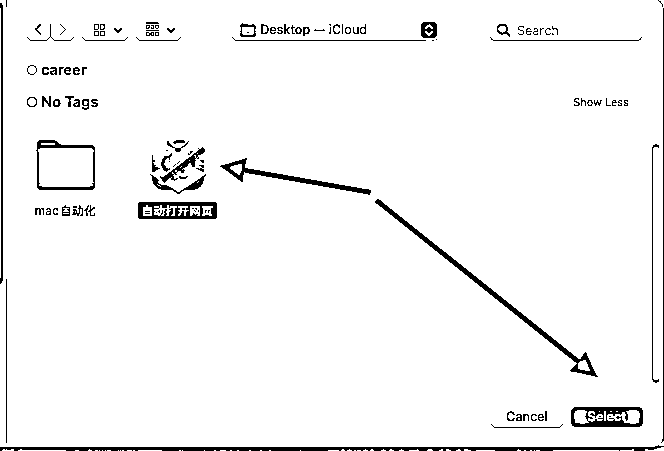 Desktop — iCloud
Search
career
No Tags
Show Less
mac自动化
自动打开网页
Cancel
Select